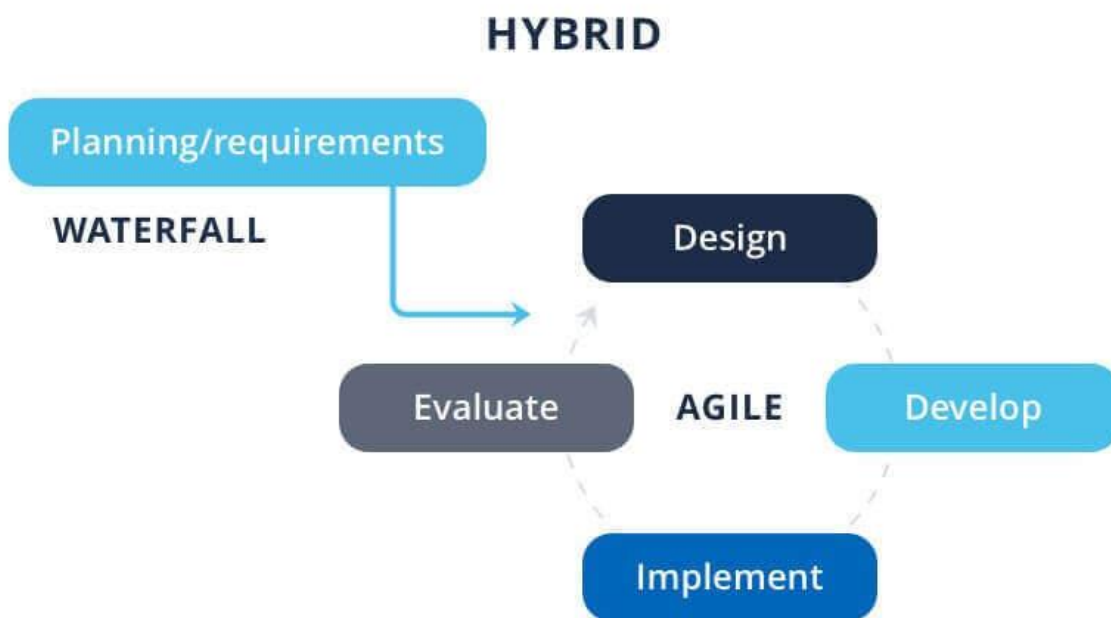 HYBRID
Planning/requirements
WATERFALL
Design
Evaluate
AGILE
Develop
Implement